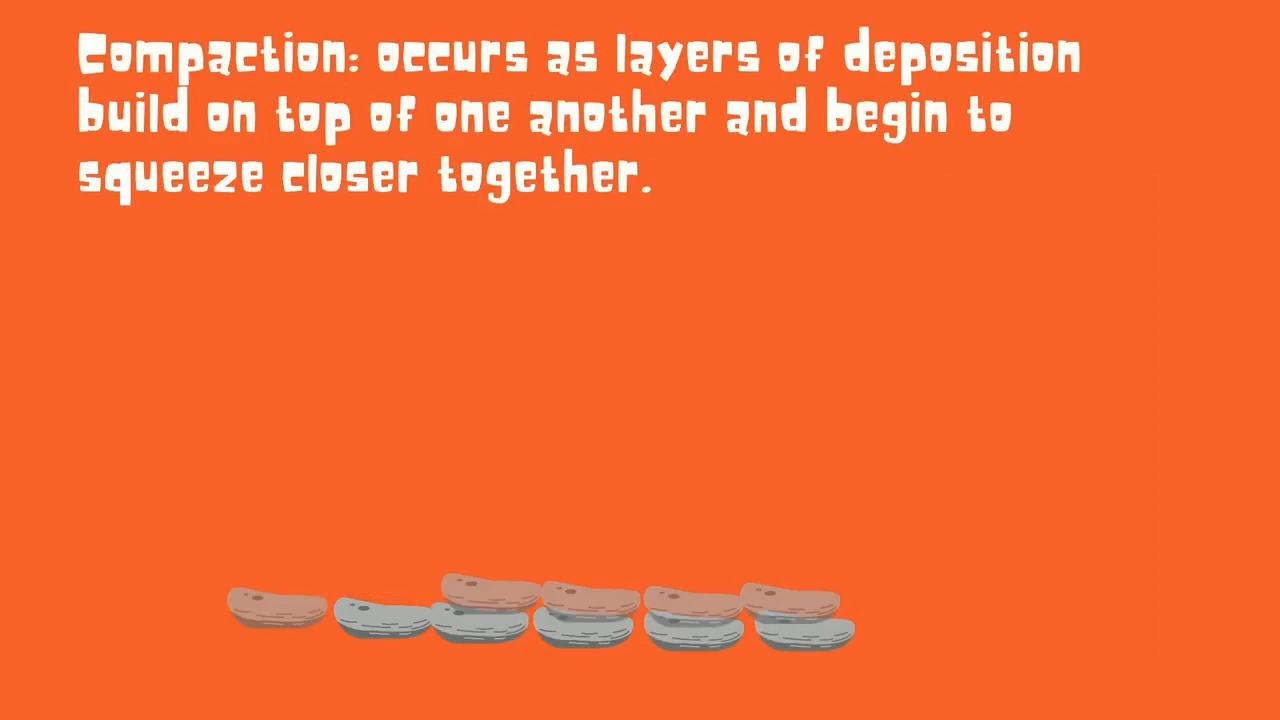 Compaction: occurs as layers of deposition
build on top of one another and begin to
squeeze closer together.